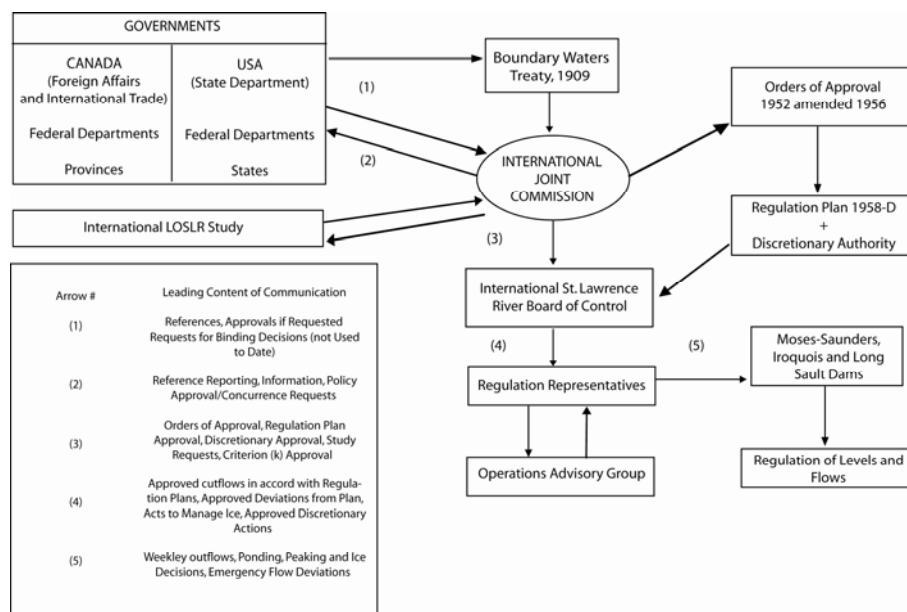 GOVERNMENTS
CANADA
(Foreign Affairs
and International Trade)
Federal Departments
Provinces
USA
(State Department)
Federal Departments
States
(1)
(2)
Boundary Waters
Treaty, 1909
INTERNATIONAL
JOINT
COMMISSION
Orders of Approval
1952 amended 1956
Regulation Plan 1958-D
+
Discretionary Authority
International LOSLR Study
(3)
International St. Lawrence
River Board of Control
(4)
(5)
Regulation Representatives
Moses-Saunders,
Iroquois and Long
Sault Dams
Operations Advisory Group
Regulation of Levels and
Flows
Arrow #
Leading Content of Communication
(1)
References, Approvals if Requested
Requests for Binding Decisions (not Used
to Date)
(2)
Reference Reporting, Information, Policy
Approval/Concurrence Requests
(3)
Orders of Approval, Regulation Plan
Approval, Discretionary Approval, Study
Requests, Criterion (k) Approval
(4)
Approved cutflows in accord with Regula-
tion Plans, Approved Deviations from Plan,
Acts to Manage Ice, Approved Discretionary
Actions
(5)
Weekley outflows, Ponding, Peaking and Ice
Decisions, Emergency Flow Deviations